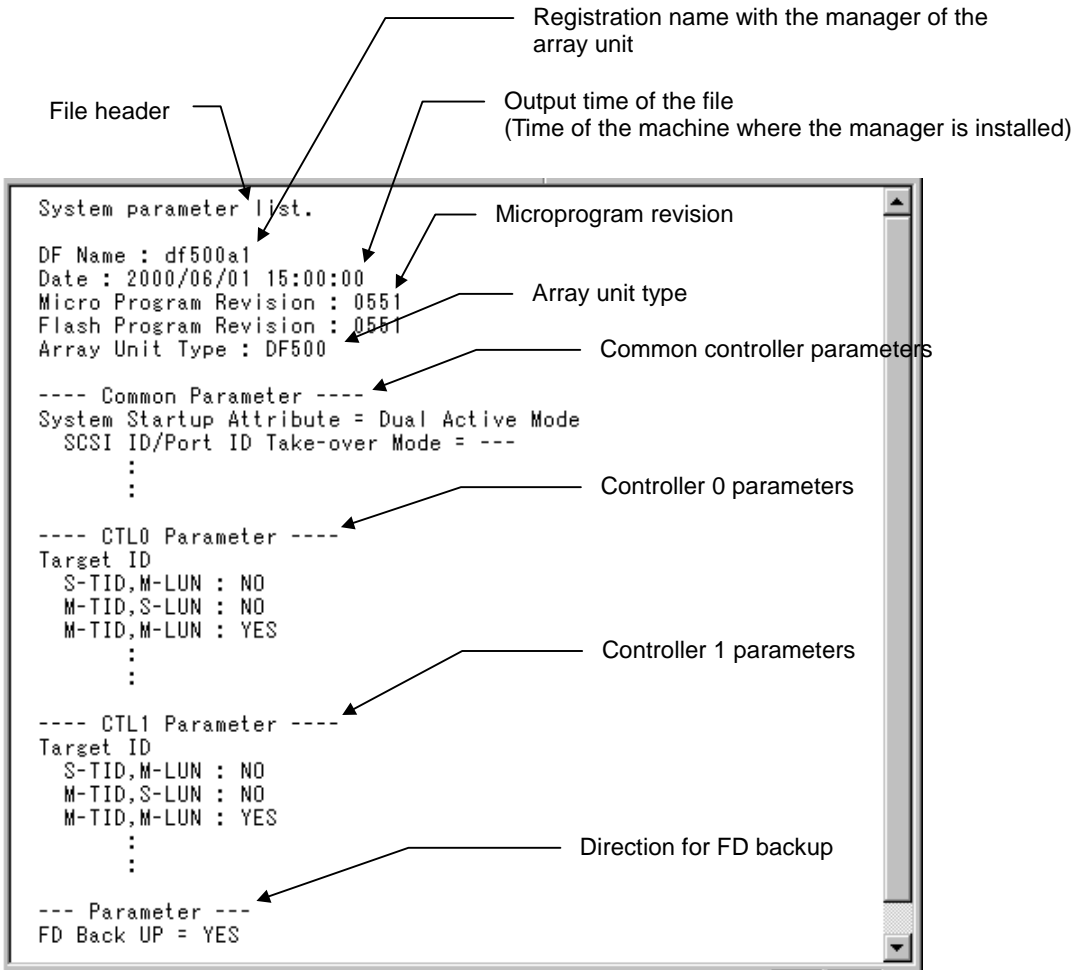 Registration name with the manager of the
array unit
File header
Output time of the file
(Time of the machine where the manager is installed)
System parameter list.
Microprogram revision
DF Name : df500a1
Date : 2000/06/01 15:00:00
Micro Program Revision : 0551
Flash Program Revision : 0551
Array unit type
Array Unit Type : DF500
Common controller parameters
---- Common Parameter ----
System Startup Attribute = Dual Active Mode
SCSI ID/Port ID Take-over Mode = ---
:
:
Controller 0 parameters
---- CTL0 Parameter ----
Target ID
S-TID,M-LUN : NO
M-TID,S-LUN : NO
M-TID,M-LUN : YES
:
:
Controller 1 parameters
---- CTL1 Parameter ----
Target ID
S-TID,M-LUN : NO
M-TID,S-LUN : NO
M-TID,M-LUN : YES
:
:
Direction for FD backup
--- Parameter ---
FD Back UP = YES